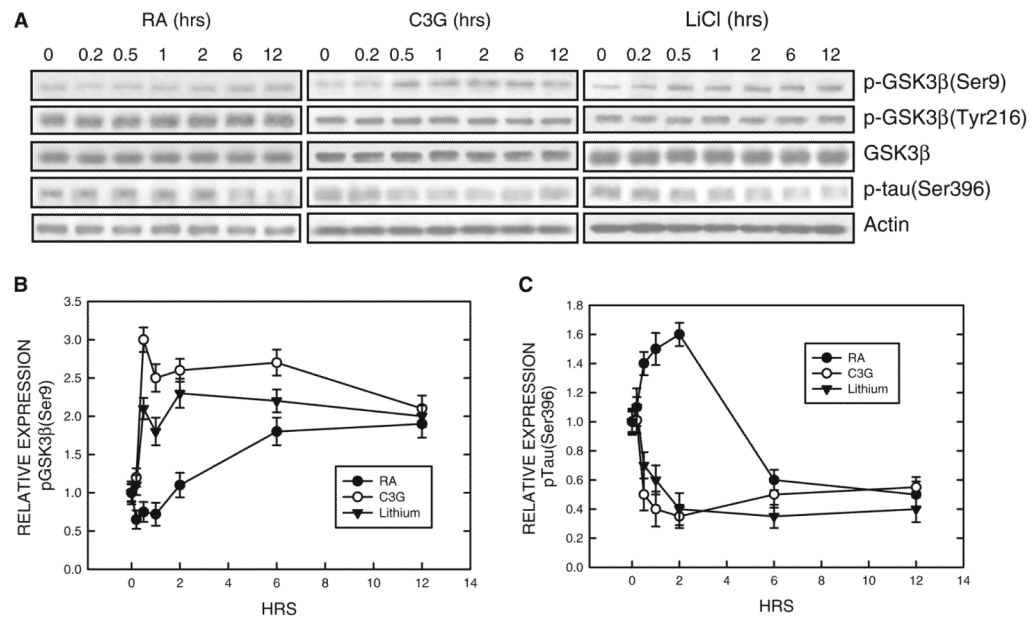 A
RA (hrs) C3G (hrs) LiCl (hrs)
0 0.2 0.5 1 2 6 12 0 0.2 0.5 1 2 6 12 0 0.2 0.5 1 2 6 12
p-GSK3β(Ser9)
p-GSK3β(Tyr216)
GSK3β
p-tau(Ser396)
Actin
B
RELATIVE EXPRESSION
pGSK3β(Ser9)
3.5
3.0
2.5
2.0
1.5
1.0
0.5
0.0
RA
C3G
Lithium
0 2 4 6 8 10 12 14
HRS
C
RELATIVE EXPRESSION
pTau(Ser396)
1.8
1.6
1.4
1.2
1.0
0.8
0.6
0.4
0.2
0.0
RA
C3G
Lithium
0 2 4 6 8 10 12 14
HRS